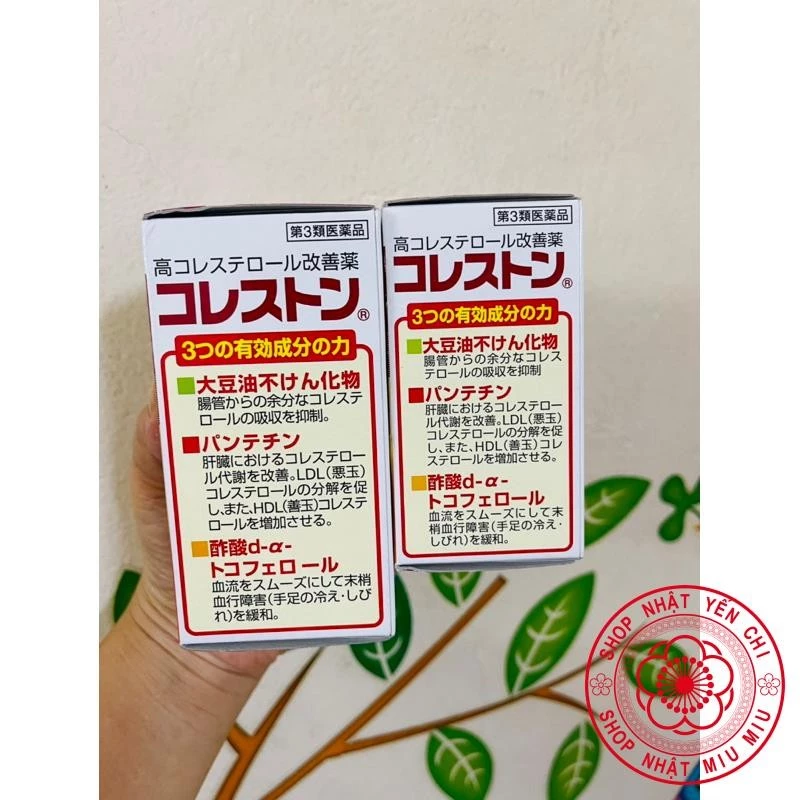 第3類医薬品
高コレステロール改善薬
コレストン®
3つの有効成分の力
大豆油不けん化物
腸管からの余分なコレステ
ロールの吸収を抑制。
パンテチン
肝臓におけるコレステロー
ル代謝を改善。LDL(悪玉)
コレステロールの分解を促
し、また、HDL(善玉)コレステ
ロールを増加させる。
酢酸d-α-
トコフェロール
血流をスムーズにして末梢
血行障害(手足の冷え・しび
れ)を緩和。
第3類医薬品
高コレステロール改善薬
コレストン®
3つの有効成分の力
大豆油不けん化物
腸管からの余分なコレス
テロールの吸収を抑制
パンテチン
肝臓におけるコレステロー
ル代謝を改善。LDL(悪玉)
コレステロールの分解を促
し、また、HDL(善玉)コレ
ステロールを増加させる。
酢酸d-α-
トコフェロール
血流をスムーズにして末
梢血行障害(手足の冷え・
しびれ)を緩和。
SHOP NHẬT YẾN CHI
SHOP NHẬT MIU MIU